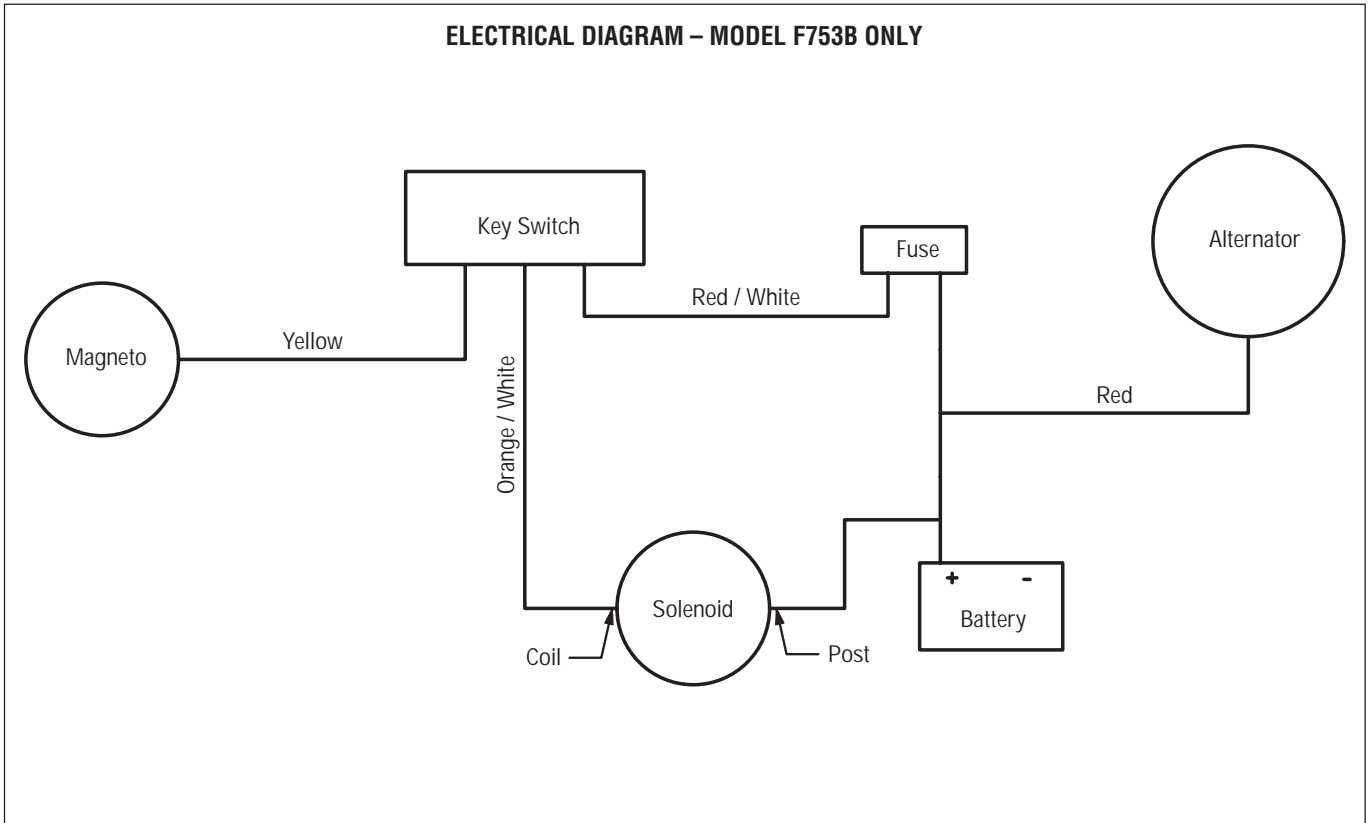 ELECTRICAL DIAGRAM – MODEL F753B ONLY
Key Switch
Fuse
Alternator
Red / White
Magneto
Yellow
Orange / White
Red
Solenoid
+ -
Battery
Coil
Post